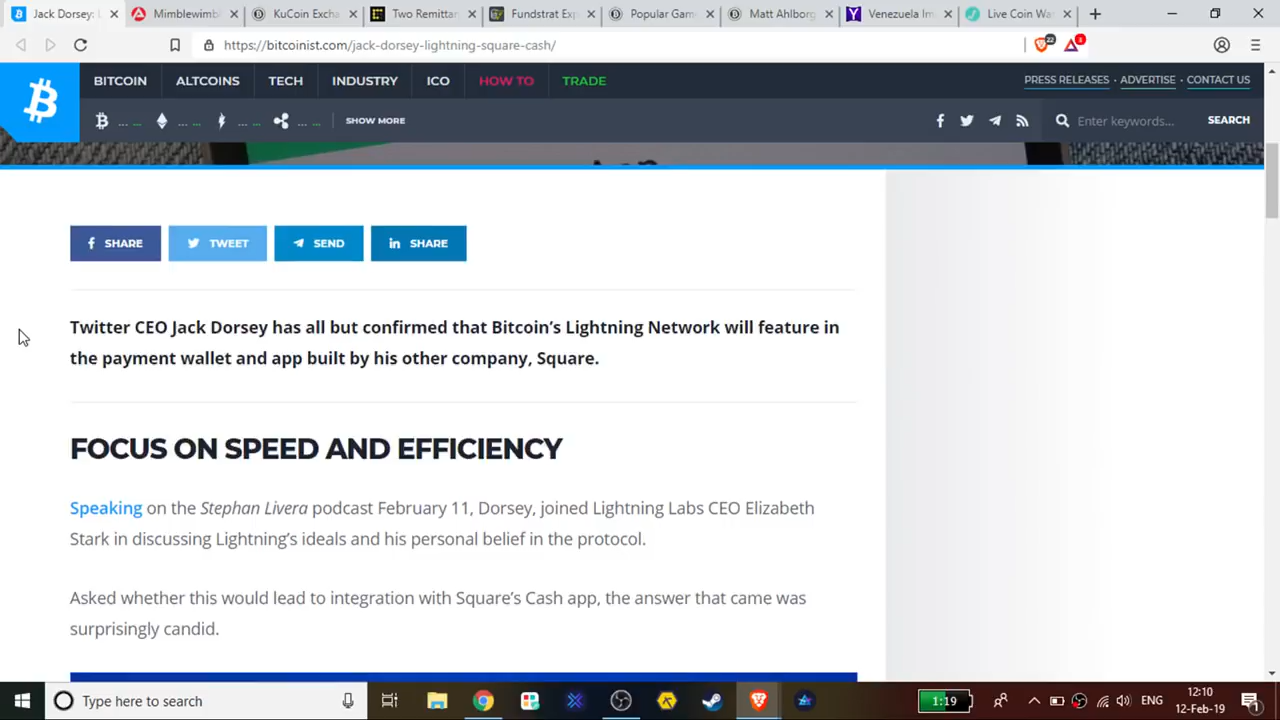 Jack Dorsey: L
Mimblewimbl
KuCoin Excha
Two Remittan
Fundstrat Exp
Popular Gam
Matt Ahlborg
Venezuela In
Live Coin Wa
https://bitcoinist.com/jack-dorsey-lightning-square-cash/
22
3
BITCOIN ALTCOINS TECH INDUSTRY ICO HOW TO TRADE
PRESS RELEASES · ADVERTISE · CONTACT US
... ... ... ... ... ... ... ... SHOW MORE
Enter keywords... SEARCH
SHARE TWEET SEND SHARE
Twitter CEO Jack Dorsey has all but confirmed that Bitcoin’s Lightning Network will feature in
the payment wallet and app built by his other company, Square.
FOCUS ON SPEED AND EFFICIENCY
Speaking on the Stephan Livera podcast February 11, Dorsey, joined Lightning Labs CEO Elizabeth
Stark in discussing Lightning’s ideals and his personal belief in the protocol.
Asked whether this would lead to integration with Square’s Cash app, the answer that came was
surprisingly candid.
Type here to search
1:19
ENG
12:10
12-Feb-19
1